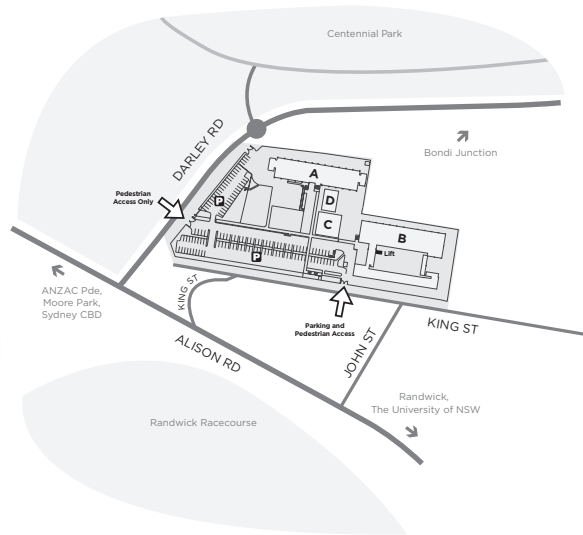 Centennial Park
DARLEY RD
Bondi Junction
A
Pedestrian
Access Only
P
D
C
B
Lift
P
ANZAC Pde,
Moore Park,
Sydney CBD
KING ST
Parking and
Pedestrian Access
KING ST
ALISON RD
JOHN ST
Randwick,
The University of NSW
Randwick Racecourse